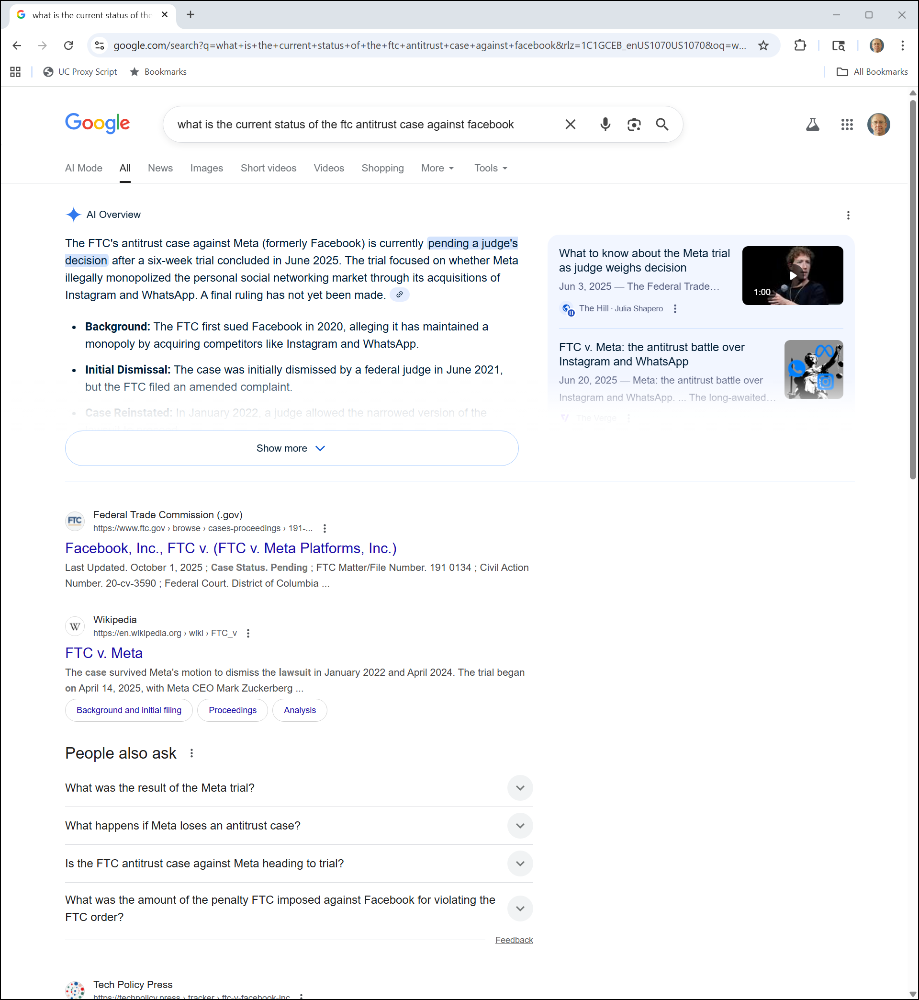 what is the current status of the
google.com/search?q=what+is+the+current+status+of+the+ftc+antitrust+case+against+facebook&rlz=1C1GCEB_enUS1070US1070&oq=w...
UC Proxy Script
Bookmarks
All Bookmarks
Google
what is the current status of the ftc antitrust case against facebook
AI Mode
All
News
Images
Short videos
Videos
Shopping
More
Tools
AI Overview
The FTC's antitrust case against Meta (formerly Facebook) is currently pending a judge's
decision after a six-week trial concluded in June 2025. The trial focused on whether Meta
illegally monopolized the personal social networking market through its acquisitions of
Instagram and WhatsApp. A final ruling has not yet been made.
• Background: The FTC first sued Facebook in 2020, alleging it has maintained a
monopoly by acquiring competitors like Instagram and WhatsApp.
• Initial Dismissal: The case was initially dismissed by a federal judge in June 2021,
but the FTC filed an amended complaint.
• Case Reinstated: In January 2022, a judge allowed the narrowed version of the
lawsuit to proceed.
Show more
What to know about the Meta trial
as judge weighs decision
Jun 3, 2025 — The Federal Trade…
The Hill · Julia Shapero
1:00
FTC v. Meta: the antitrust battle over
Instagram and WhatsApp
Jun 20, 2025 — Meta: the antitrust battle over
Instagram and WhatsApp. ... The long-awaited…
The Verge
FTC
Federal Trade Commission (.gov)
https://www.ftc.gov › browse › cases-proceedings › 191-...
Facebook, Inc., FTC v. (FTC v. Meta Platforms, Inc.)
Last Updated. October 1, 2025 ; Case Status. Pending ; FTC Matter/File Number. 191 0134 ; Civil Action
Number. 20-cv-3590 ; Federal Court. District of Columbia ...
W
Wikipedia
https://en.wikipedia.org › wiki › FTC_v
FTC v. Meta
The case survived Meta's motion to dismiss the lawsuit in January 2022 and April 2024. The trial began
on April 14, 2025, with Meta CEO Mark Zuckerberg ...
Background and initial filing
Proceedings
Analysis
People also ask
What was the result of the Meta trial?
What happens if Meta loses an antitrust case?
Is the FTC antitrust case against Meta heading to trial?
What was the amount of the penalty FTC imposed against Facebook for violating the
FTC order?
Feedback
Tech Policy Press
https://techpolicy.press › tracker › ftc-v-facebook-inc